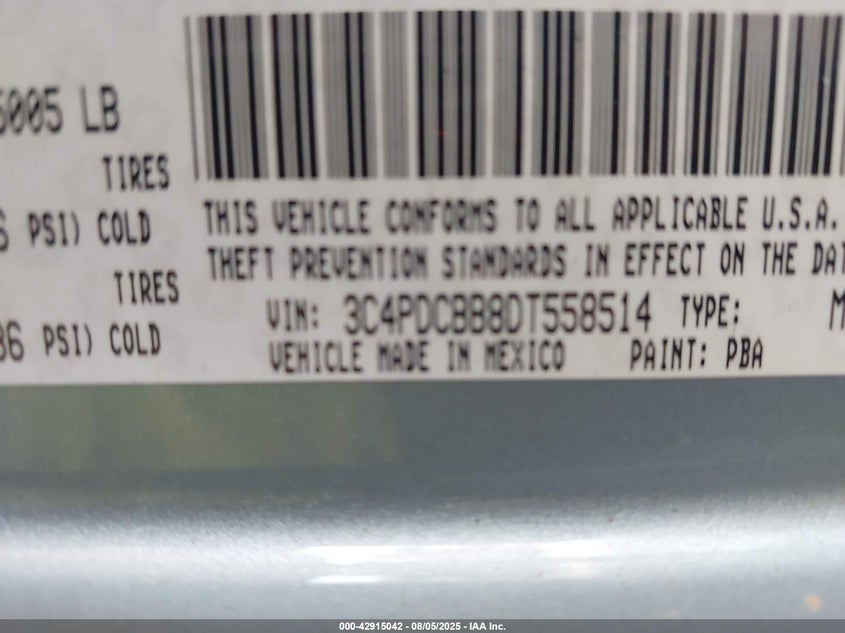 5005 LB
TIRES
6 PSI) COLD
TIRES
36 PSI) COLD
THIS VEHICLE CONFORMS TO ALL APPLICABLE U.S.A.
THEFT PREVENTION STANDARDS IN EFFECT ON THE DAT
VIN: 3C4PDCBB8DT558514 TYPE: M
VEHICLE MADE IN MEXICO PAINT: PBA
000-42915042 - 08/05/2025 - IAA Inc.